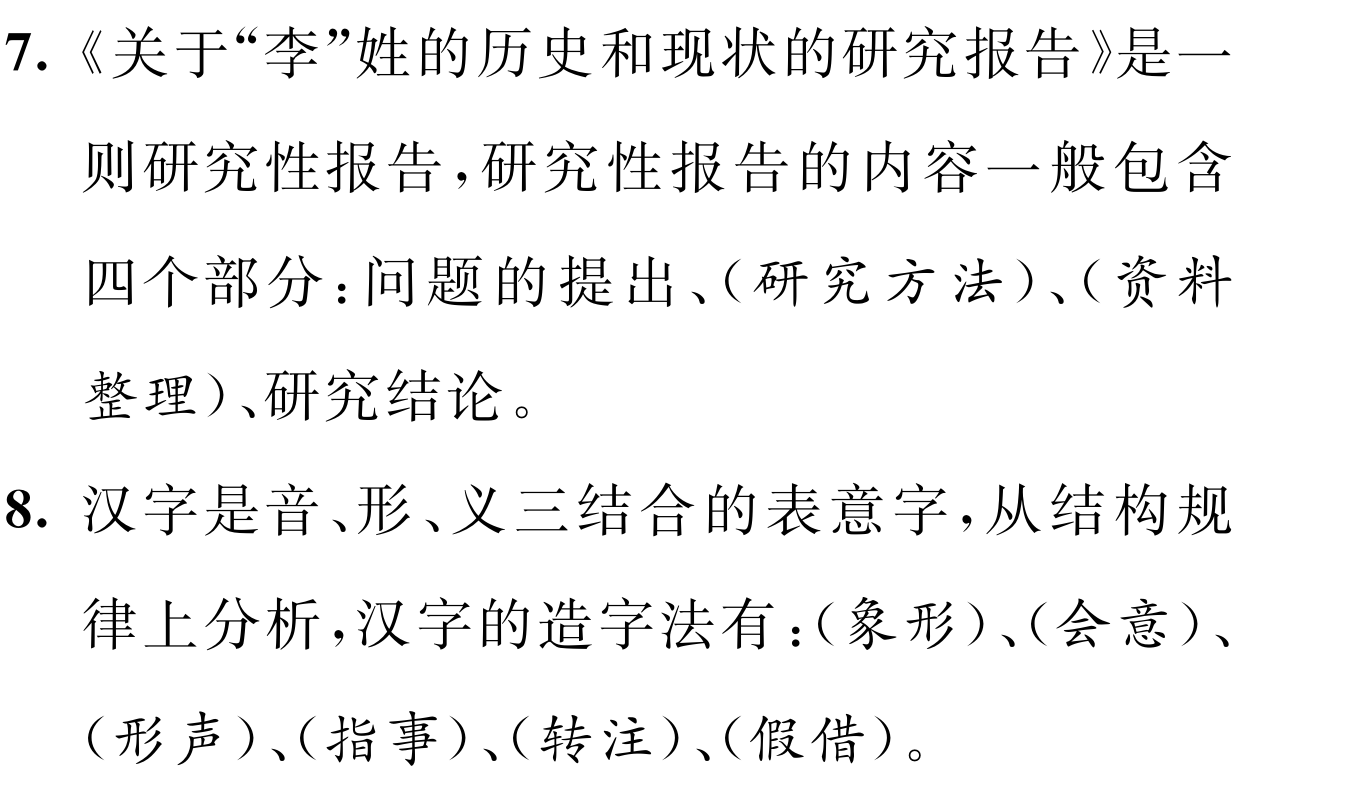 7.《关于“李”姓的历史和现状的研究报告》是一
则研究性报告,研究性报告的内容一般包含
四个部分:问题的提出、(研究方法)、(资料
整理)、研究结论。
8. 汉字是音、形、义三结合的表意字,从结构规
律上分析,汉字的造字法有:(象形)、(会意)、
(形声)、(指事)、(转注)、(假借)。